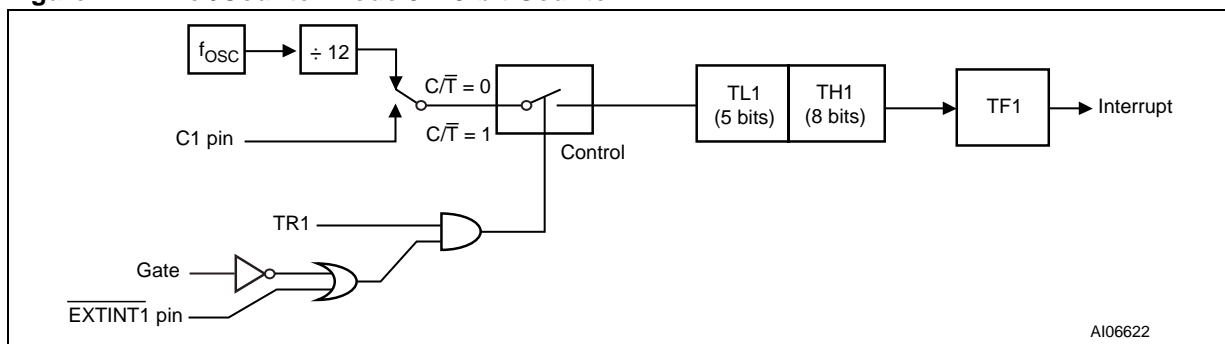 fOSC
÷ 12
C/T̅ = 0
C/T̅ = 1
C1 pin
Control
TL1
(5 bits)
TH1
(8 bits)
TF1
Interrupt
TR1
Gate
EXTINT1 pin
AI06622